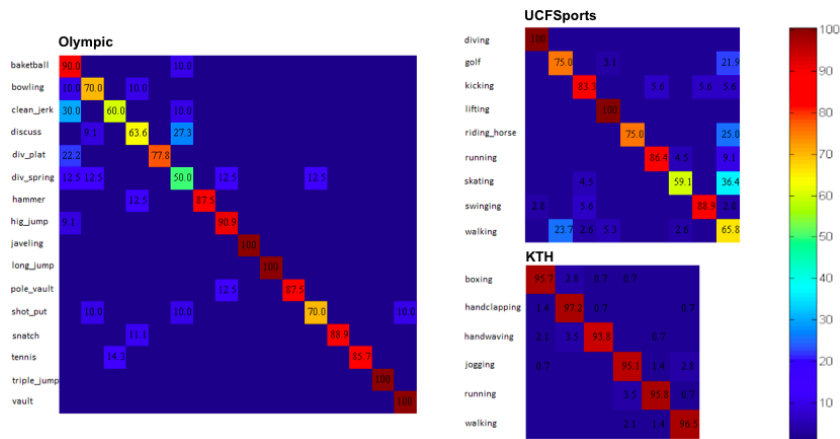 Olympic
baketball 90.0 10.0
bowling 10.0 70.0 10.0
clean_jerk 30.0 60.0 10.0
discuss 9.1 63.6 27.3
div_plat 22.2 77.8
div_spring 12.5 12.5 50.0 12.5 12.5
hammer 12.5 87.5
hig_jump 9.1 90.9
javeling 100
long_jump 100
pole_vault 12.5 87.5
shot_put 10.0 10.0 70.0 10.0
snatch 11.1 88.9
tennis 14.3 85.7
triple_jump 100
vault 100
UCFSports
diving 100
golf 75.0 3.1 21.9
kicking 83.3 5.6 5.6 5.6
lifting 100
riding_horse 75.0 25.0
running 86.4 4.5 9.1
skating 4.5 59.1 36.4
swinging 2.8 5.6 88.9 2.8
walking 23.7 2.6 5.3 2.6 65.8
KTH
boxing 95.7 2.8 0.7 0.7
handclapping 1.4 97.2 0.7 0.7
handwaving 2.1 3.5 93.8 0.7
jogging 0.7 95.1 1.4 2.8
running 3.5 95.8 0.7
walking 2.1 1.4 96.5
100
90
80
70
60
50
40
30
20
10